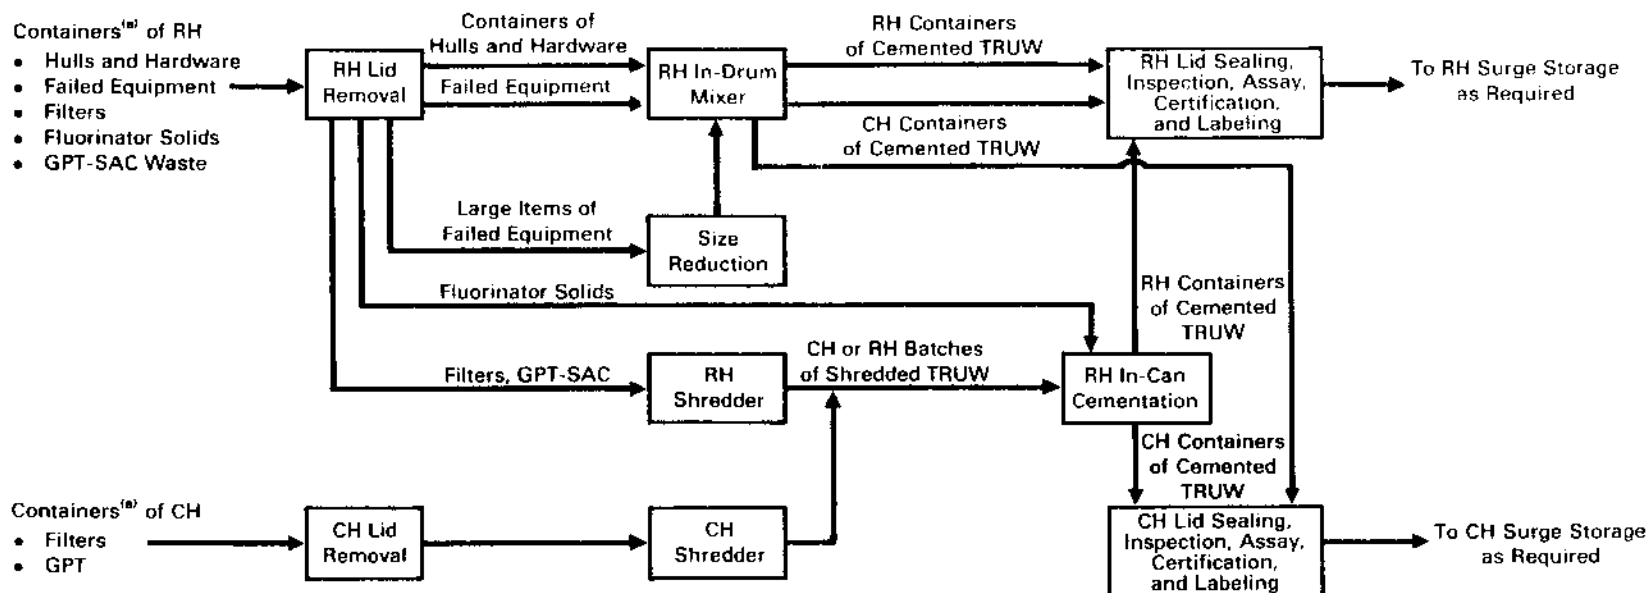 Containers(a) of RH
• Hulls and Hardware
• Failed Equipment
• Filters
• Fluorinator Solids
• GPT-SAC Waste
RH Lid
Removal
Containers of
Hulls and Hardware
Failed Equipment
RH In-Drum
Mixer
RH Containers
of Cemented TRUW
CH Containers
of Cemented TRUW
RH Lid Sealing,
Inspection, Assay,
Certification,
and Labeling
To RH Surge Storage
as Required
Large Items of
Failed Equipment
Size
Reduction
Fluorinator Solids
RH Containers
of Cemented
TRUW
Filters, GPT-SAC
RH
Shredder
CH or RH Batches
of Shredded TRUW
RH In-Can
Cementation
CH Containers
of Cemented
TRUW
Containers(a) of CH
• Filters
• GPT
CH Lid
Removal
CH
Shredder
CH Lid Sealing,
Inspection, Assay,
Certification,
and Labeling
To CH Surge Storage
as Required